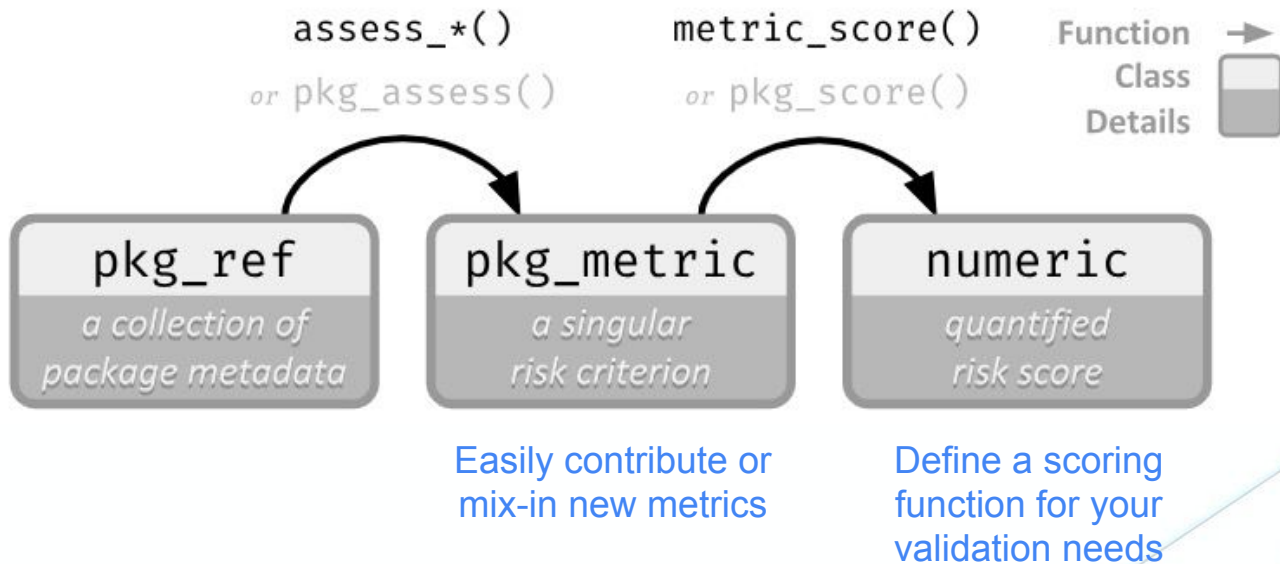 assess_*()
or pkg_assess()
metric_score()
or pkg_score()
Function
Class
Details
pkg_ref
a collection of
package metadata
pkg_metric
a singular
risk criterion
numeric
quantified
risk score
Easily contribute or
mix-in new metrics
Define a scoring
function for your
validation needs